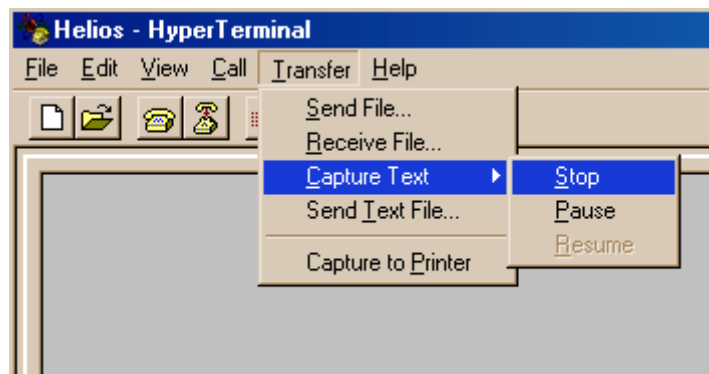 Helios - HyperTerminal
File Edit View Call Transfer Help
Send File...
Receive File...
Capture Text
Stop
Send Text File...
Pause
Resume
Capture to Printer